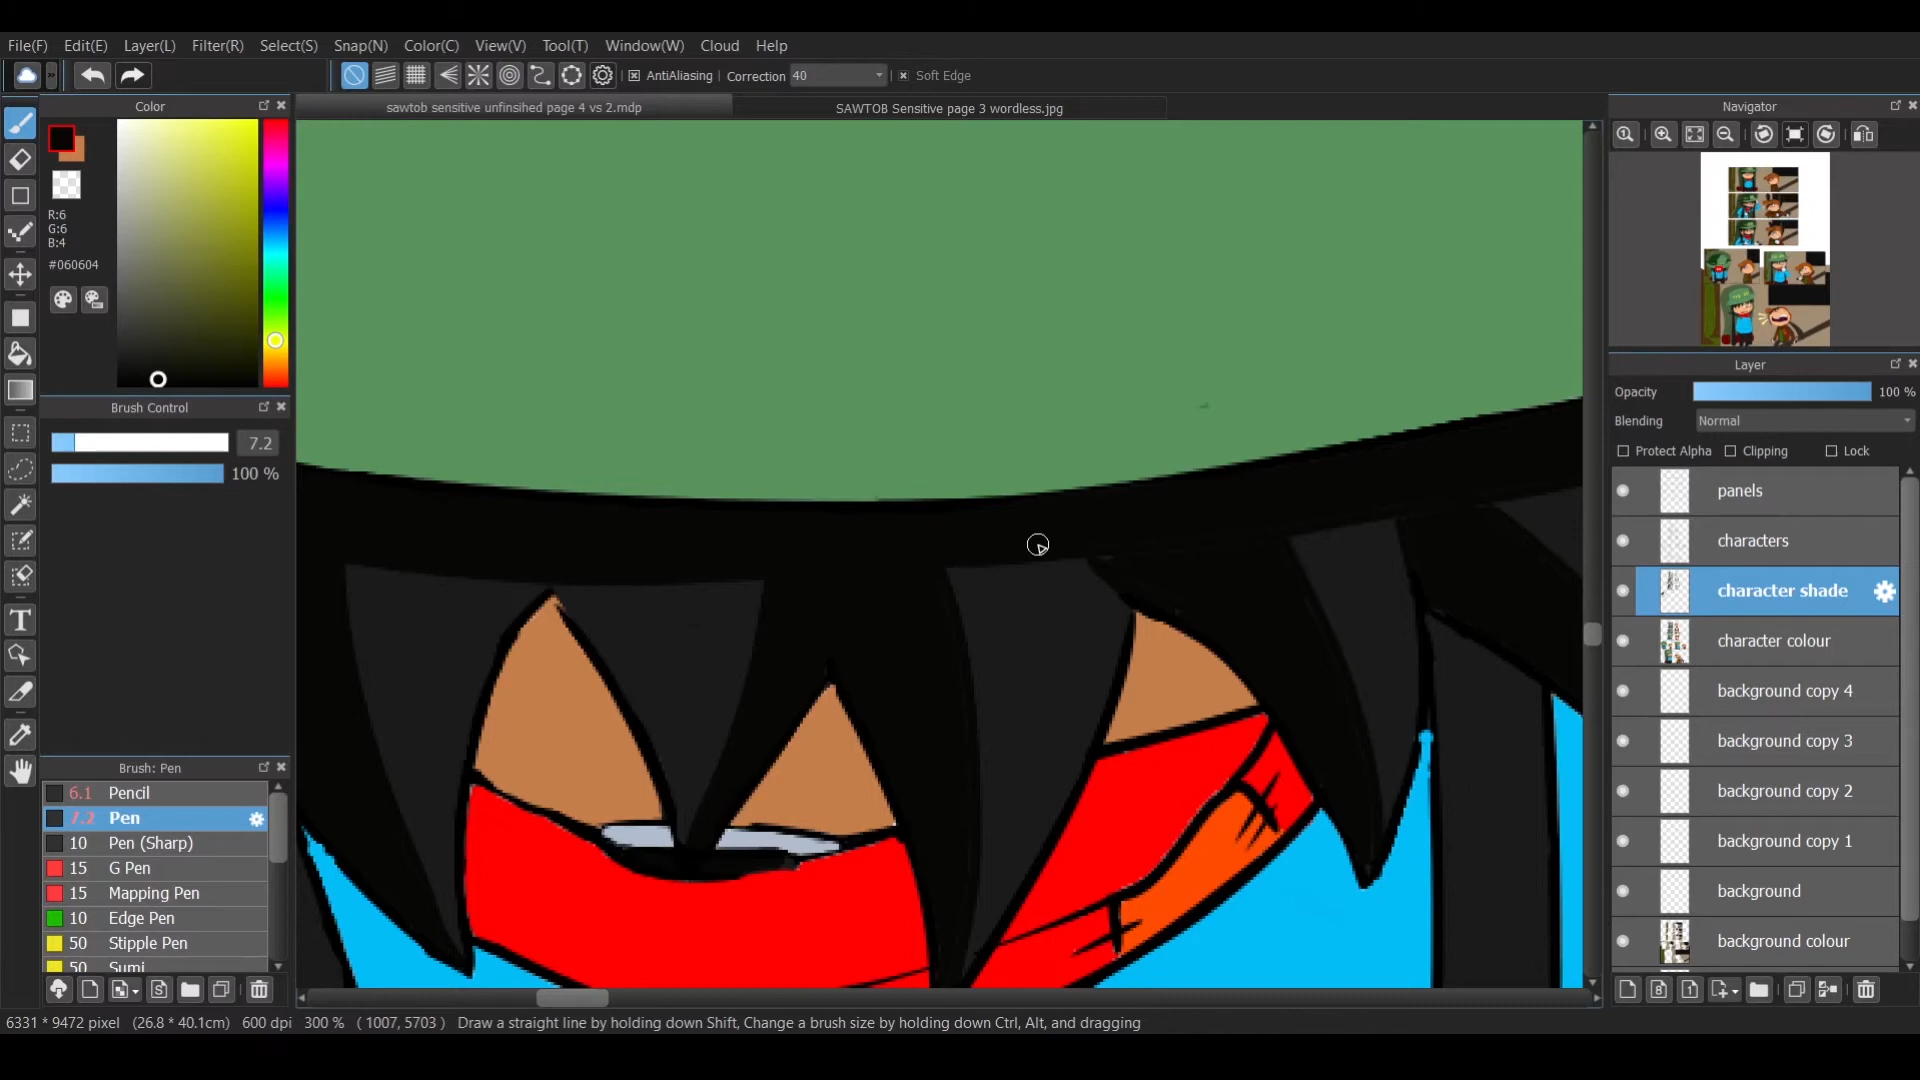 File(F) Edit(E) Layer(L) Filter(R) Select(S) Snap(N) Color(C) View(V) Tool(T) Window(W) Cloud Help
AntiAliasing Correction 40 Soft Edge
Color
sawtob sensitive unfinsihed page 4 vs 2.mdp
SAWTOB Sensitive page 3 wordless.jpg
Navigator
R:6
G:6
B:4
#060604
Brush Control
7.2
100 %
Brush: Pen
6.1 Pencil
7.2 Pen
10 Pen (Sharp)
15 G Pen
15 Mapping Pen
10 Edge Pen
50 Stipple Pen
50 Sumi
Layer
Opacity 100 %
Blending Normal
Protect Alpha Clipping Lock
panels
characters
character shade
character colour
background copy 4
background copy 3
background copy 2
background copy 1
background
background colour
6331 * 9472 pixel (26.8 * 40.1cm) 600 dpi 300 % ( 1007, 5703 ) Draw a straight line by holding down Shift, Change a brush size by holding down Ctrl, Alt, and dragging